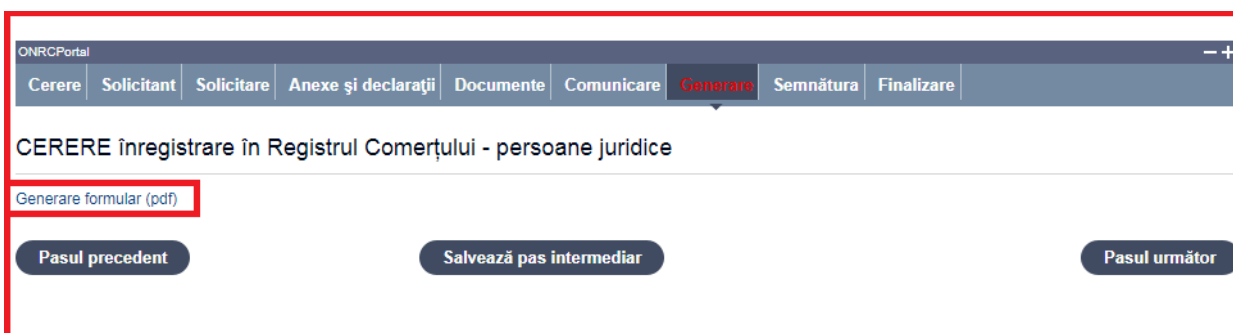 ONRCPortal
Cerere Solicitant Solicitare Anexe şi declaraţii Documente Comunicare Generare Semnătura Finalizare
CERERE înregistrare în Registrul Comerțului - persoane juridice
Generare formular (pdf)
Pasul precedent Salvează pas intermediar Pasul următor